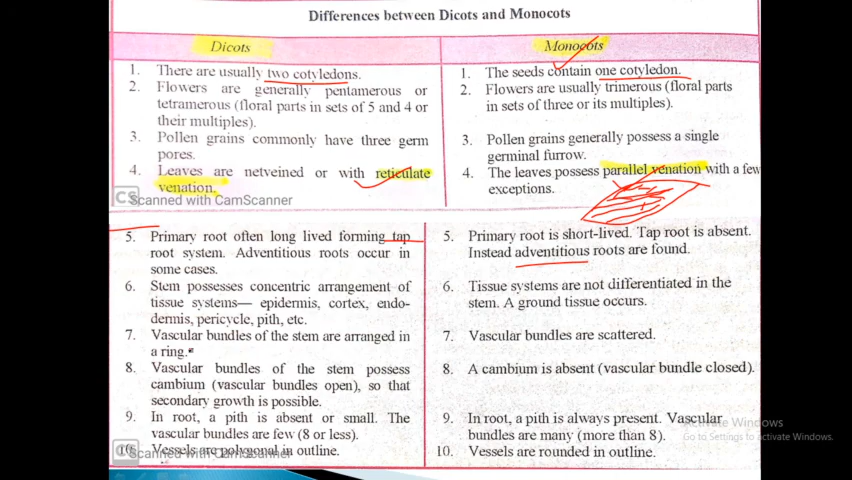 Differences between Dicots and Monocots
Dicots
1. There are usually two cotyledons.
2. Flowers are generally pentamerous or
tetramerous (floral parts in sets of 5 and 4 or
their multiples).
3. Pollen grains commonly have three germ
pores.
4. Leaves are netveined or with reticulate
venation.
CS Scanned with CamScanner
5. Primary root often long lived forming tap
root system. Adventitious roots occur in
some cases.
6. Stem possesses concentric arrangement of
tissue systems— epidermis, cortex, endo-
dermis, pericycle, pith, etc.
7. Vascular bundles of the stem are arranged in
a ring.*
8. Vascular bundles of the stem possess
cambium (vascular bundles open), so that
secondary growth is possible.
9. In root, a pith is absent or small. The
vascular bundles are few (8 or less).
10. Vessels are polygonal in outline.
CS Scanned with CamScanner
Monocots
1. The seeds contain one cotyledon.
2. Flowers are usually trimerous (floral parts
in sets of three or its multiples).
3. Pollen grains generally possess a single
germinal furrow.
4. The leaves possess parallel venation with a few
exceptions.
5. Primary root is short-lived. Tap root is absent.
Instead adventitious roots are found.
6. Tissue systems are not differentiated in the
stem. A ground tissue occurs.
7. Vascular bundles are scattered.
8. A cambium is absent (vascular bundle closed).
9. In root, a pith is always present. Vascular
bundles are many (more than 8).
10. Vessels are rounded in outline.
Activate Windows
Go to Settings to Activate Windows.